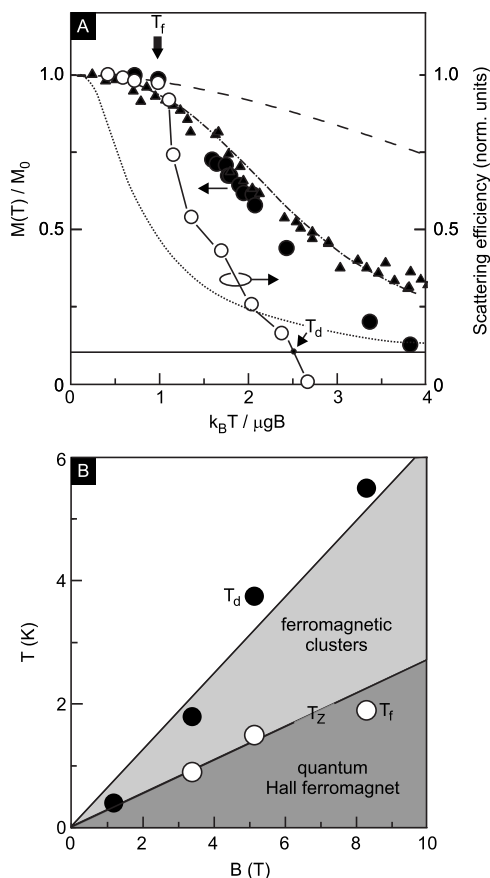 A
T_f
1.0
1.0
M(T) / M_0
0.5
0.5
Scattering efficiency (norm. units)
T_d
0
0
0
1
2
3
4
k_BT / μgB
B
6
T_d
4
ferromagnetic
clusters
T (K)
2
T_Z
T_f
quantum
Hall ferromagnet
0
0
2
4
6
8
10
B (T)